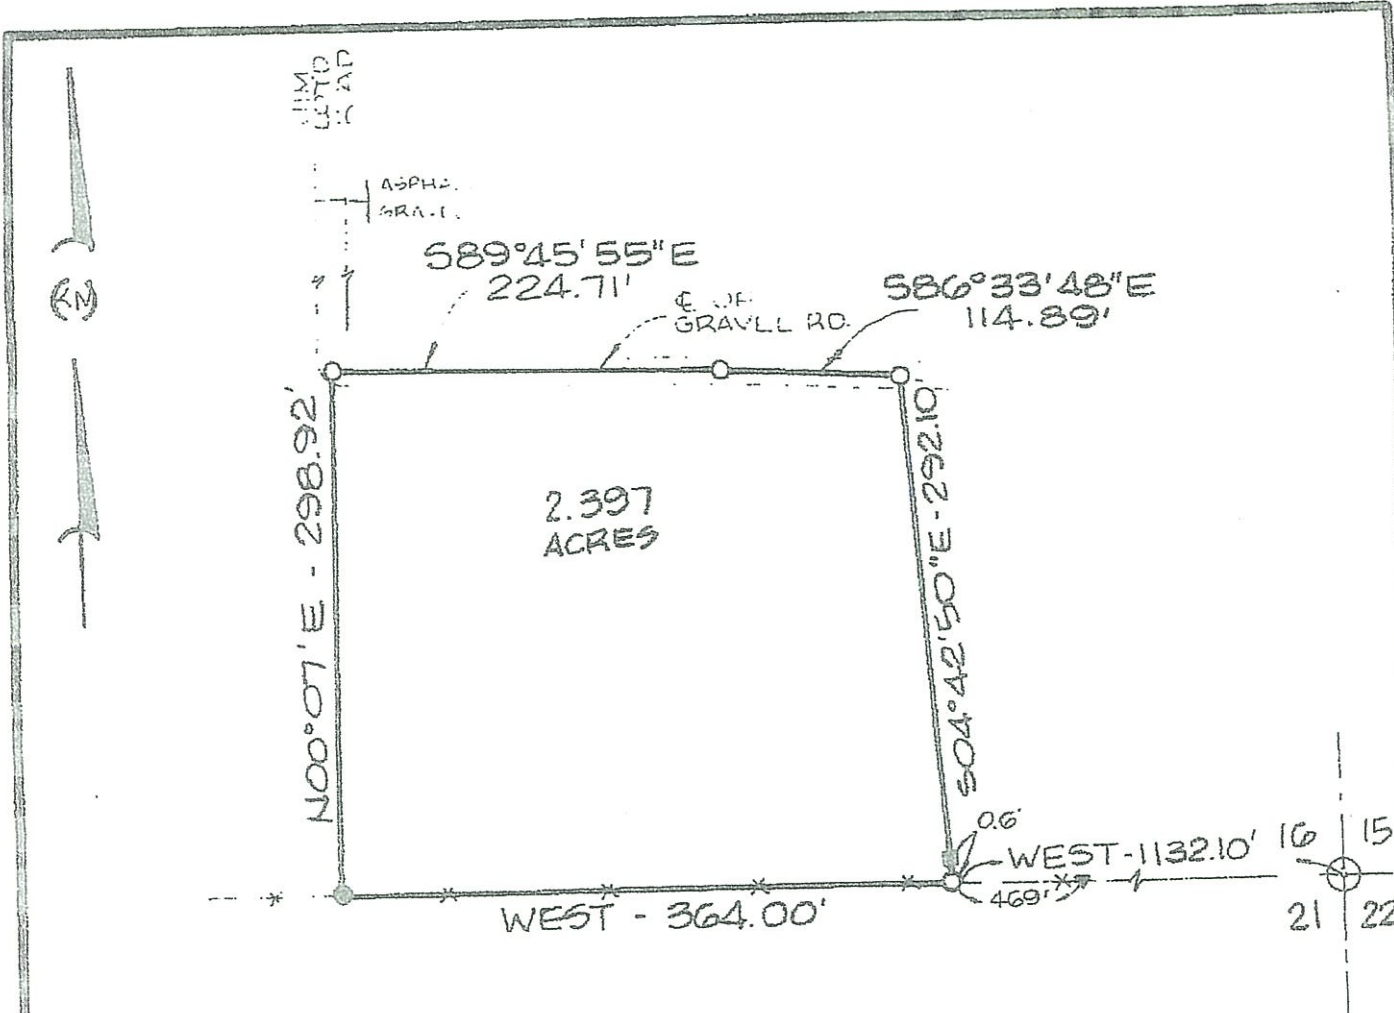 S89°45'55"E
224.71'
GRAVEL RD.
S86°33'48"E
114.89'
N00°07'E - 298.92'
2.397
ACRES
S04°42'50"E-292.10
0.6'
WEST-1132.10'
469'
WEST - 364.00'
16 15
21 22